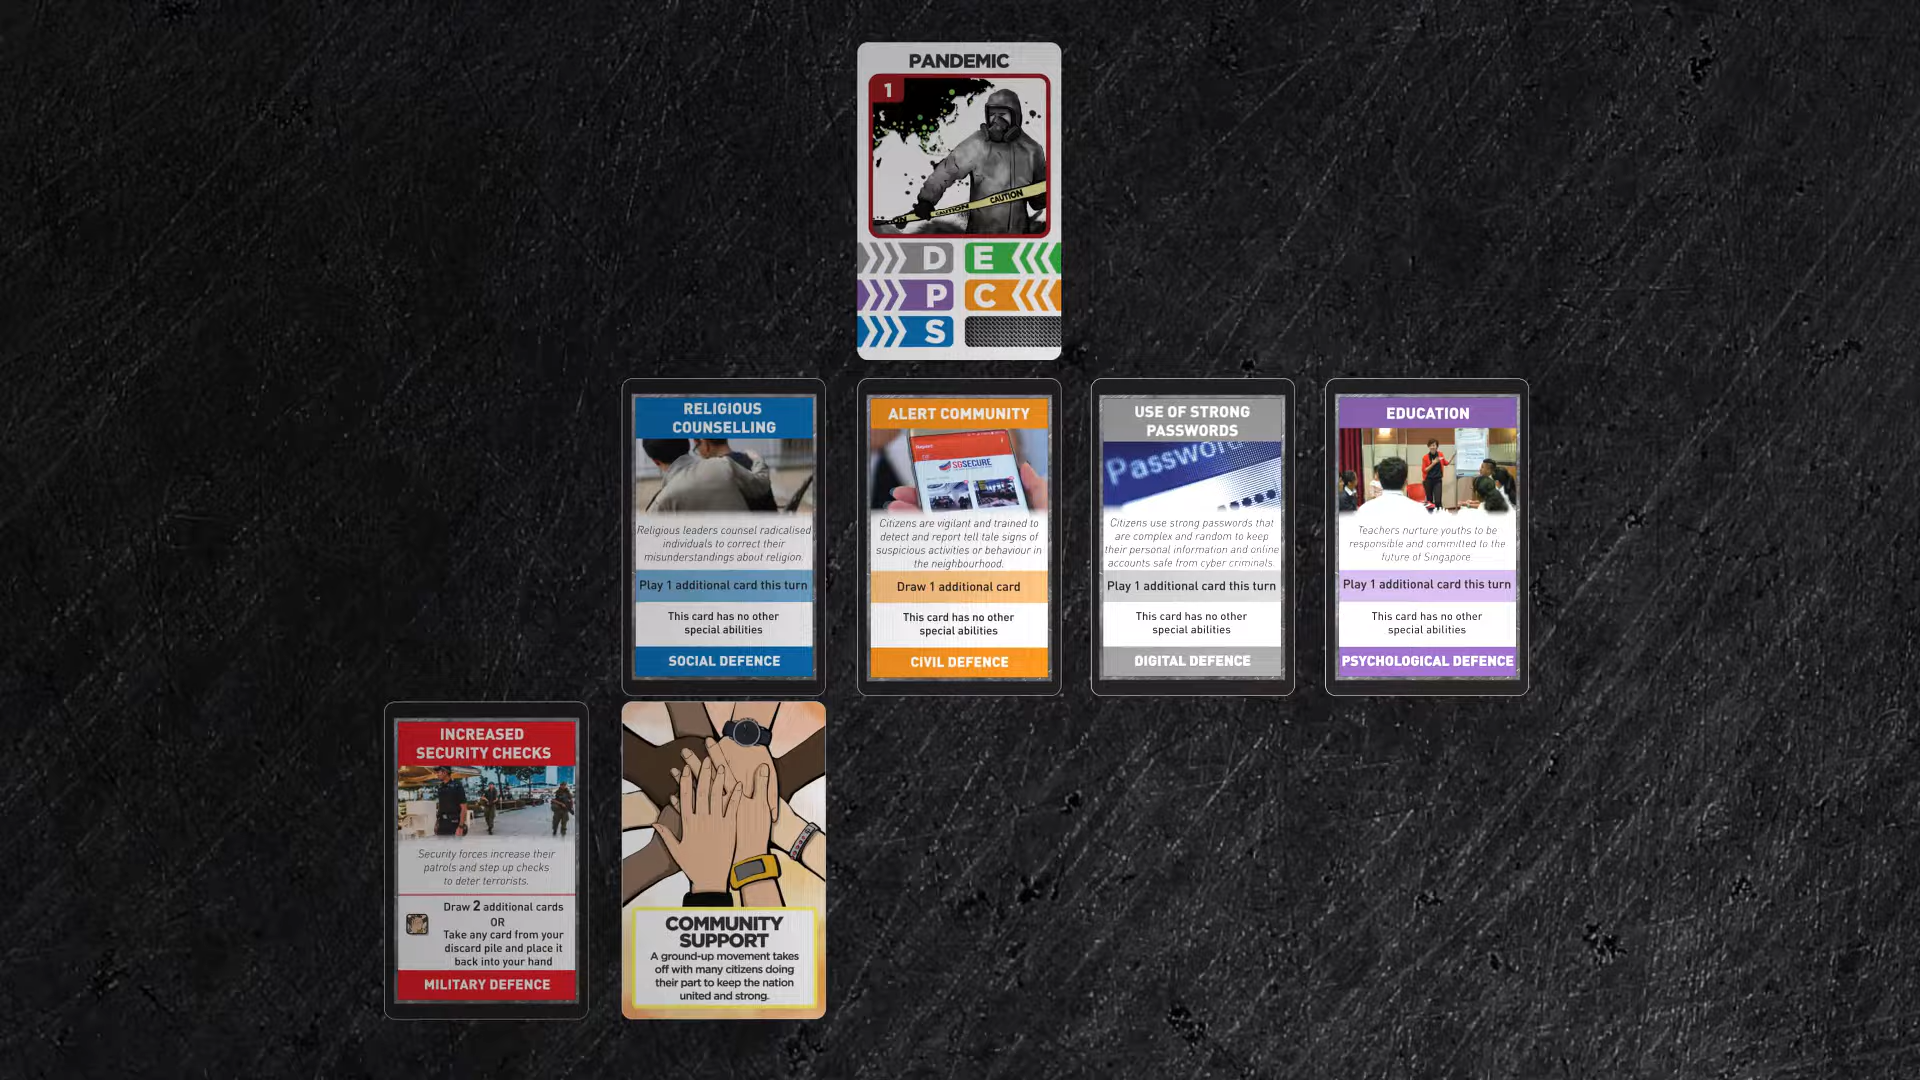 PANDEMIC
1
CAUTION
CAUTION
D E
P C
S
RELIGIOUS
COUNSELLING
Religious leaders counsel radicalised
individuals to correct their
misunderstandings about religion.
Play 1 additional card this turn
This card has no other
special abilities
SOCIAL DEFENCE
ALERT COMMUNITY
Report
SGSECURE
Citizens are vigilant and trained to
detect and report tell tale signs of
suspicious activities or behaviour in
the neighbourhood.
Draw 1 additional card
This card has no other
special abilities
CIVIL DEFENCE
USE OF STRONG
PASSWORDS
Citizens use strong passwords that
are complex and random to keep
their personal information and online
accounts safe from cyber criminals.
Play 1 additional card this turn
This card has no other
special abilities
DIGITAL DEFENCE
EDUCATION
Teachers nurture youths to be
responsible and committed to the
future of Singapore
Play 1 additional card this turn
This card has no other
special abilities
PSYCHOLOGICAL DEFENCE
INCREASED
SECURITY CHECKS
Security forces increase their
patrols and step up checks
to deter terrorists.
Draw 2 additional cards
OR
Take any card from your
discard pile and place it
back into your hand
MILITARY DEFENCE
COMMUNITY
SUPPORT
A ground-up movement takes
off with many citizens doing
their part to keep the nation
united and strong.